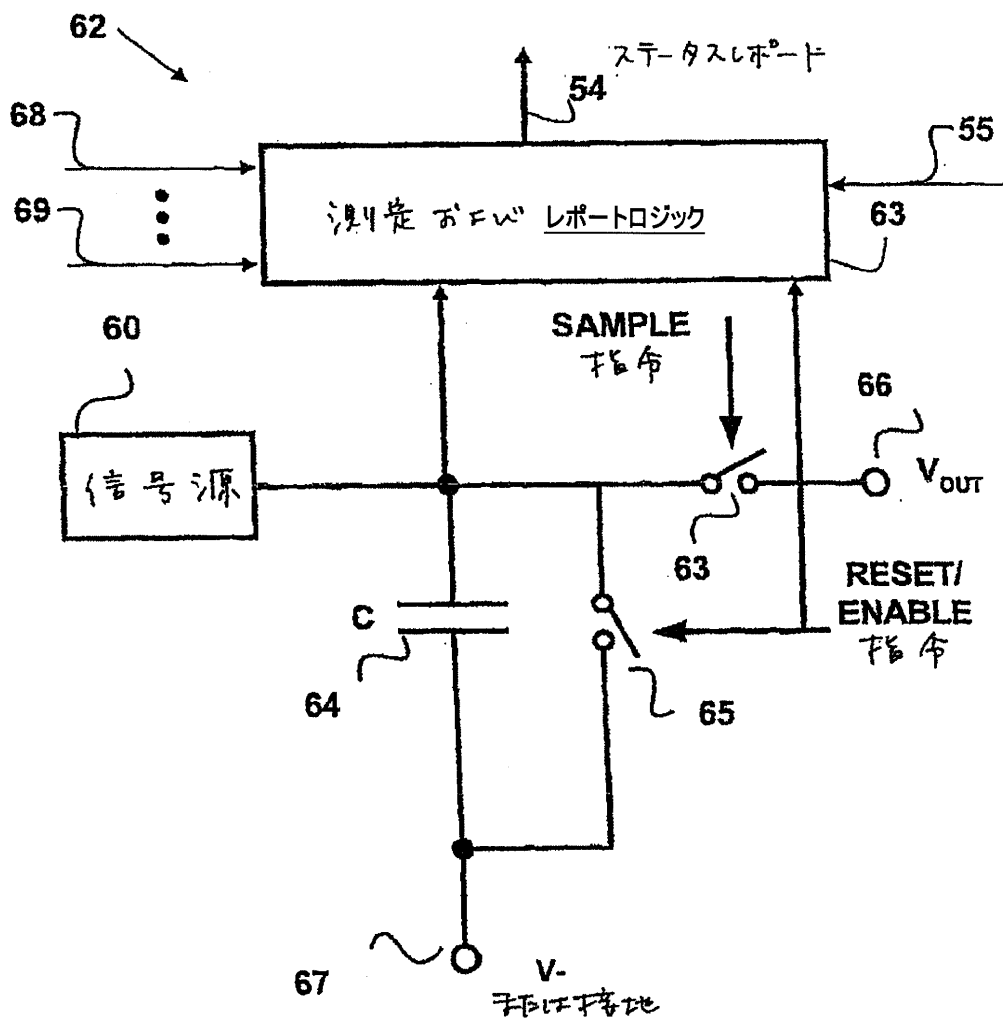 62
ステータスレポート
54
68
55
69
測定および レポートロジック
63
SAMPLE
指令
60
66
信号源
VOUT
63
RESET/
ENABLE
指令
C
64
65
67
V-
または接地